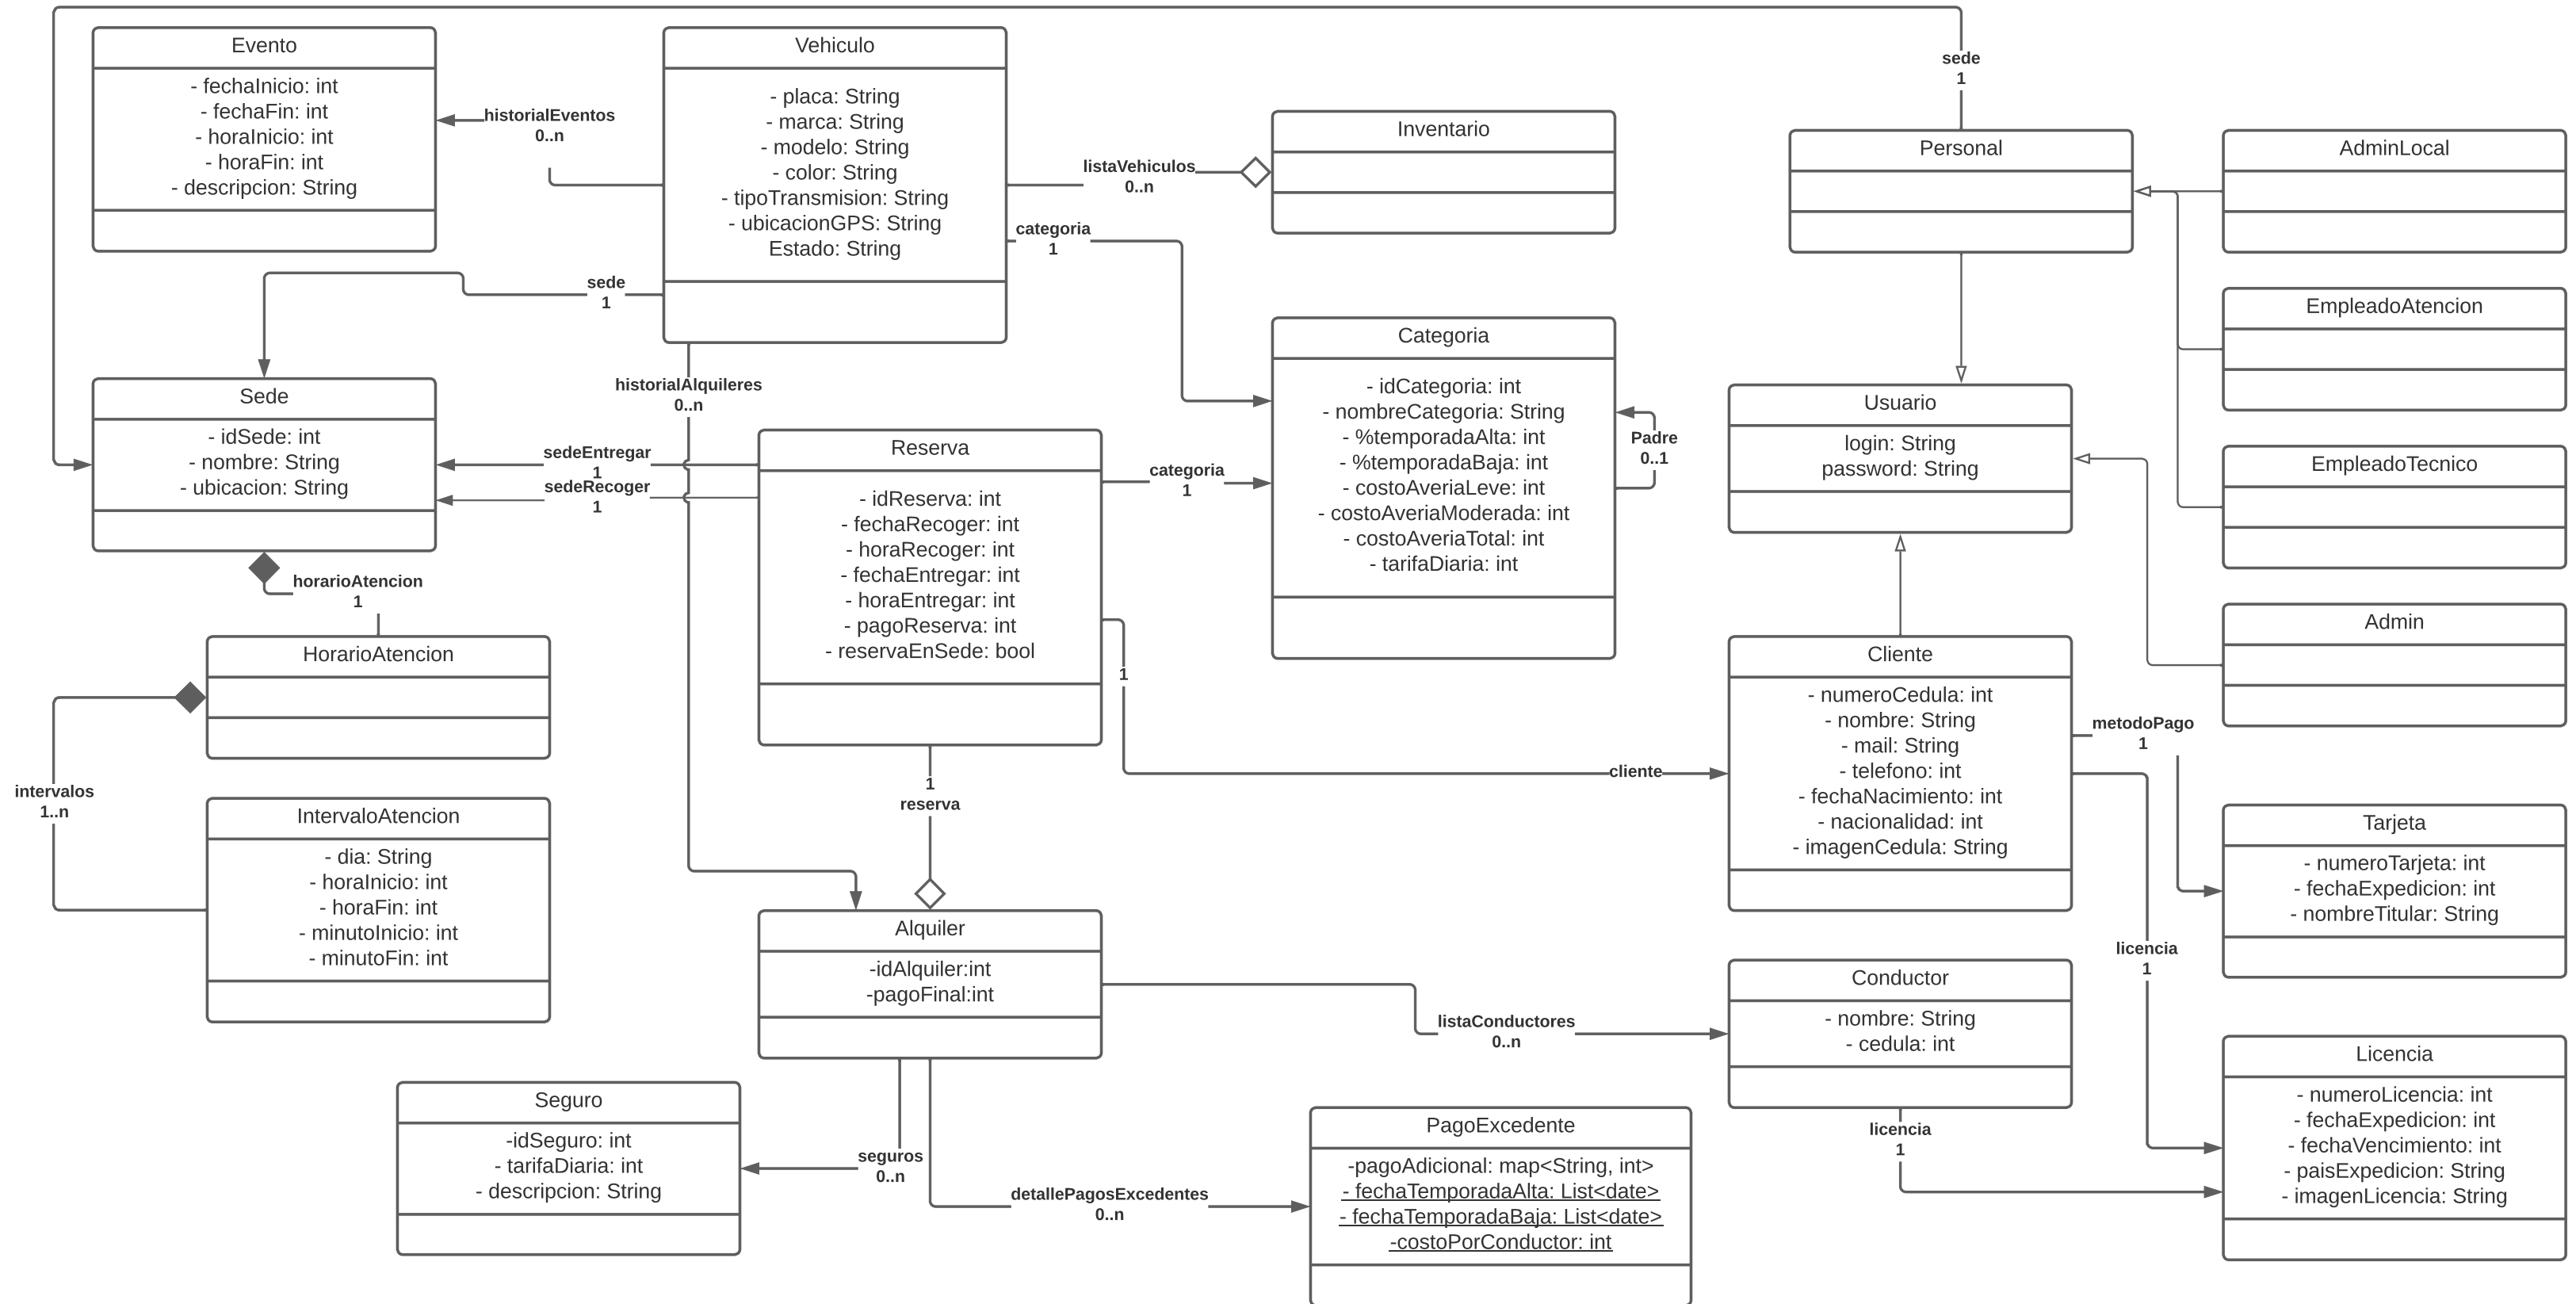 sede
1
Evento
- fechaInicio: int
- fechaFin: int
- horaInicio: int
- horaFin: int
- descripcion: String
historialEventos
0..n
Vehiculo
- placa: String
- marca: String
- modelo: String
- color: String
- tipoTransmision: String
- ubicacionGPS: String
Estado: String
listaVehiculos
0..n
Inventario
categoria
1
Personal
AdminLocal
EmpleadoAtencion
EmpleadoTecnico
Admin
sede
1
historialAlquileres
0..n
Categoria
- idCategoria: int
- nombreCategoria: String
- %temporadaAlta: int
- %temporadaBaja: int
- costoAveriaLeve: int
- costoAveriaModerada: int
- costoAveriaTotal: int
- tarifaDiaria: int
Padre
0..1
Usuario
login: String
password: String
Sede
- idSede: int
- nombre: String
- ubicacion: String
sedeEntregar
1
sedeRecoger
1
Reserva
- idReserva: int
- fechaRecoger: int
- horaRecoger: int
- fechaEntregar: int
- horaEntregar: int
- pagoReserva: int
- reservaEnSede: bool
categoria
1
horarioAtencion
1
HorarioAtencion
intervalos
1..n
IntervaloAtencion
- dia: String
- horaInicio: int
- horaFin: int
- minutoInicio: int
- minutoFin: int
1
cliente
1
reserva
Cliente
- numeroCedula: int
- nombre: String
- mail: String
- telefono: int
- fechaNacimiento: int
- nacionalidad: int
- imagenCedula: String
metodoPago
1
Tarjeta
- numeroTarjeta: int
- fechaExpedicion: int
- nombreTitular: String
licencia
1
Alquiler
-idAlquiler:int
-pagoFinal:int
listaConductores
0..n
Conductor
- nombre: String
- cedula: int
licencia
1
Licencia
- numeroLicencia: int
- fechaExpedicion: int
- fechaVencimiento: int
- paisExpedicion: String
- imagenLicencia: String
Seguro
-idSeguro: int
- tarifaDiaria: int
- descripcion: String
seguros
0..n
detallePagosExcedentes
0..n
PagoExcedente
-pagoAdicional: map<String, int>
- fechaTemporadaAlta: List<date>
- fechaTemporadaBaja: List<date>
-costoPorConductor: int